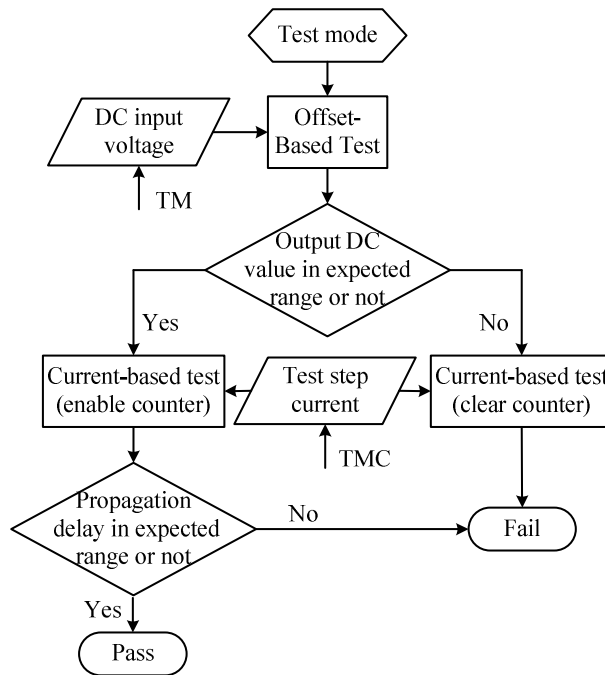 Test mode
DC input
voltage
Offset-
Based Test
TM
Output DC
value in expected
range or not
Yes
No
Current-based test
(enable counter)
Test step
current
Current-based test
(clear counter)
TMC
Propagation
delay in expected
range or not
No
Fail
Yes
Pass